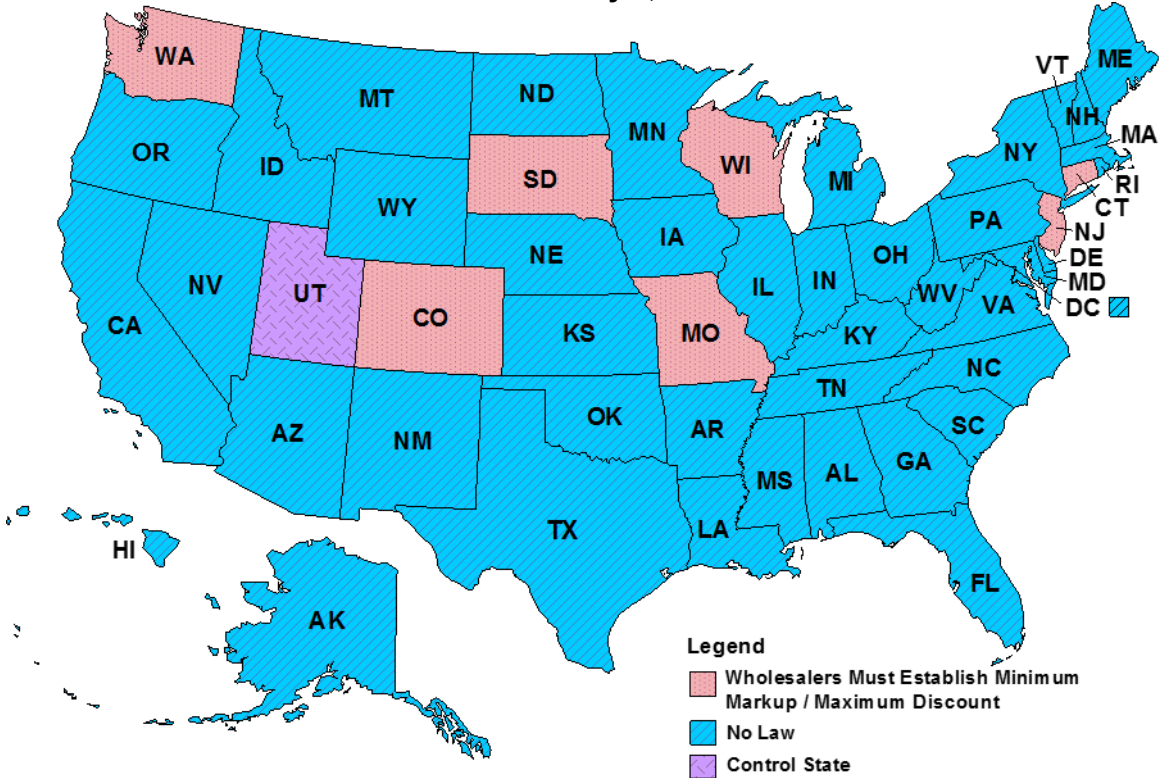 WA
MT
ND
MN
VT
ME
NH
MA
OR
ID
SD
WI
MI
NY
RI
CT
WY
IA
PA
NJ
NE
OH
DE
MD
NV
UT
IL
IN
WV
VA
DC
CA
CO
KS
MO
KY
NC
TN
AZ
NM
OK
AR
SC
MS
AL
GA
TX
LA
HI
FL
AK
Legend
Wholesalers Must Establish Minimum
Markup / Maximum Discount
No Law
Control State